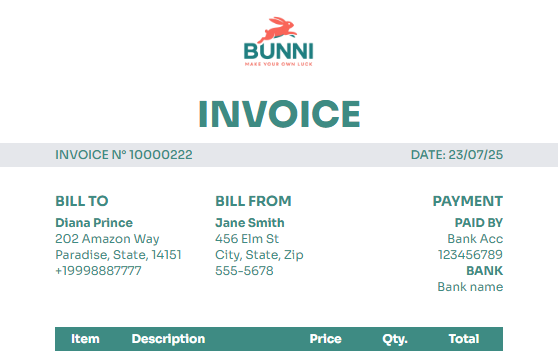 BUNNI
MAKE YOUR OWN LUCK
INVOICE
INVOICE N° 10000222 DATE: 23/07/25
BILL TO
Diana Prince
202 Amazon Way
Paradise, State, 14151
+19998887777
BILL FROM
Jane Smith
456 Elm St
City, State, Zip
555-5678
PAYMENT
PAID BY
Bank Acc
123456789
BANK
Bank name
Item Description Price Qty. Total